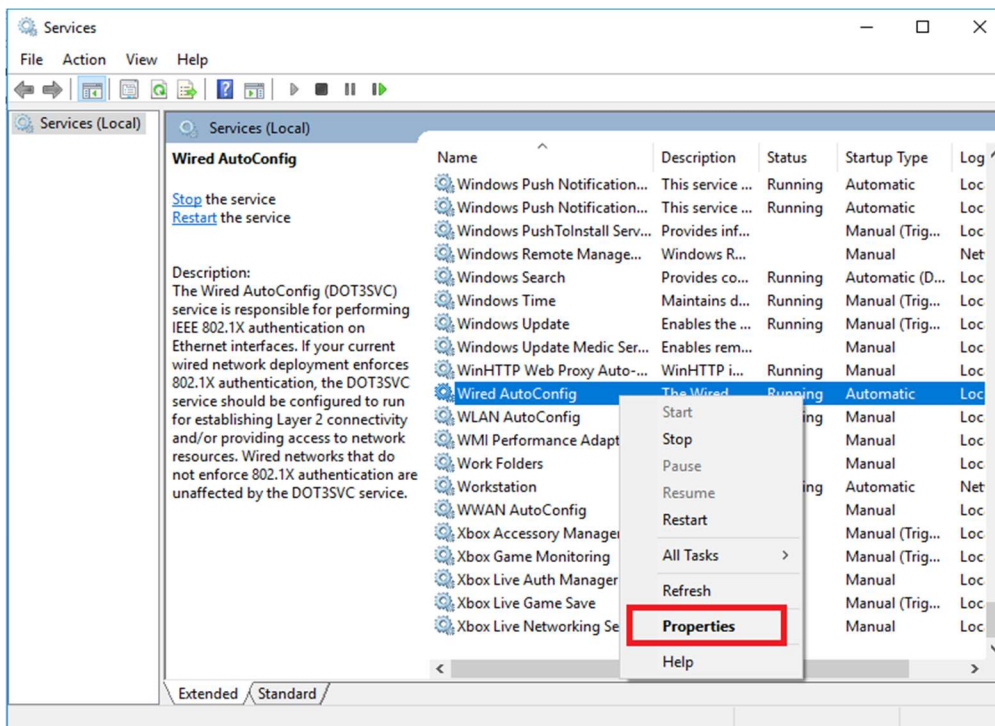 Services
File Action View Help
Services (Local)
Services (Local)
Wired AutoConfig
Stop the service
Restart the service
Description:
The Wired AutoConfig (DOT3SVC)
service is responsible for performing
IEEE 802.1X authentication on
Ethernet interfaces. If your current
wired network deployment enforces
802.1X authentication, the DOT3SVC
service should be configured to run
for establishing Layer 2 connectivity
and/or providing access to network
resources. Wired networks that do
not enforce 802.1X authentication are
unaffected by the DOT3SVC service.
Name Description Status Startup Type Log
Windows Push Notification... This service ... Running Automatic Loc
Windows Push Notification... This service ... Running Automatic Loc
Windows PushToInstall Serv... Provides inf... Manual (Trig... Loc
Windows Remote Manage... Windows R... Manual Net
Windows Search Provides co... Running Automatic (D... Loc
Windows Time Maintains d... Running Manual (Trig... Loc
Windows Update Enables the ... Running Manual (Trig... Loc
Windows Update Medic Ser... Enables rem... Manual Loc
WinHTTP Web Proxy Auto-... WinHTTP i... Running Manual Loc
Wired AutoConfig The Wired Running Automatic Loc
WLAN AutoConfig ing Manual Loc
WMI Performance Adapt Manual Loc
Work Folders Manual Loc
Workstation ing Automatic Net
WWAN AutoConfig Manual Loc
Xbox Accessory Manage Manual (Trig... Loc
Xbox Game Monitoring Manual (Trig... Loc
Xbox Live Auth Manager Manual Loc
Xbox Live Game Save Manual (Trig... Loc
Xbox Live Networking Se Manual Loc
Start
Stop
Pause
Resume
Restart
All Tasks
Refresh
Properties
Help
Extended Standard